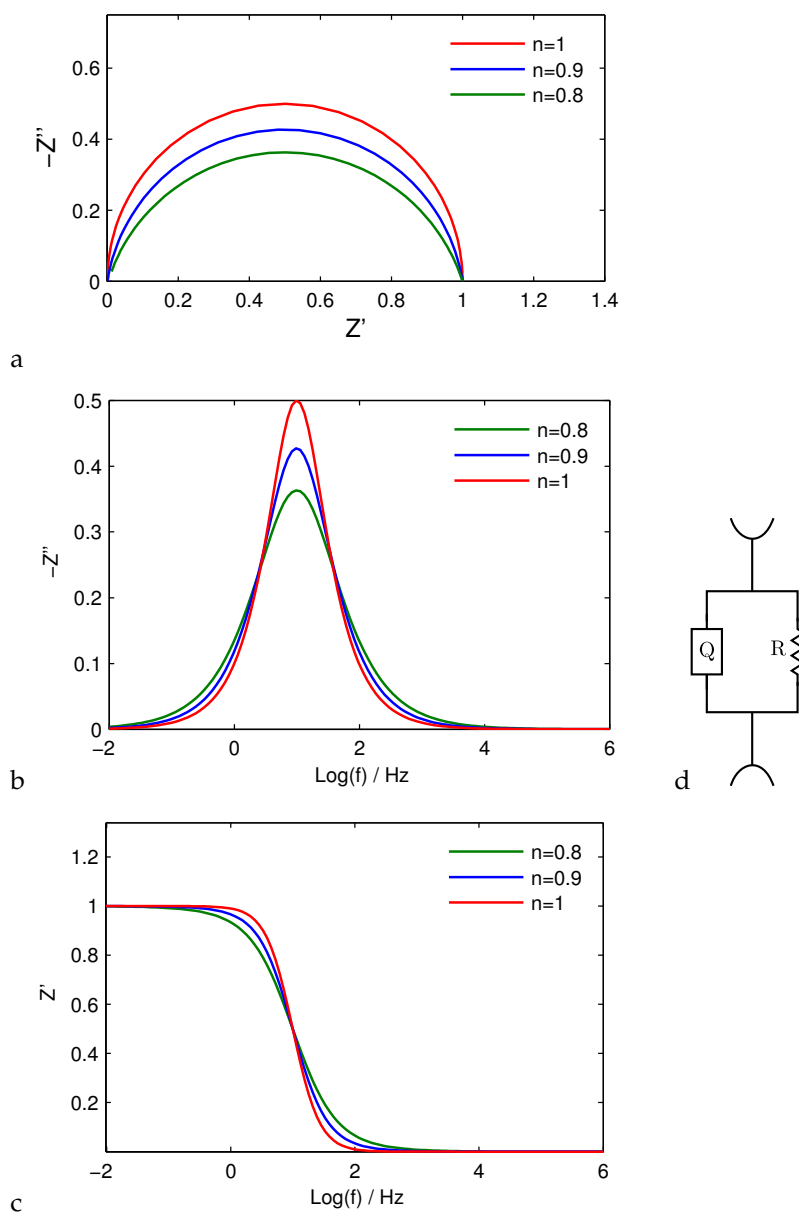 0.6
0.4
0.2
0
−Z''
n=1
n=0.9
n=0.8
0 0.2 0.4 0.6 0.8 1 1.2 1.4
Z'
a
0.5
0.4
0.3
0.2
0.1
0
−Z''
n=0.8
n=0.9
n=1
−2 0 2 4 6
Log(f) / Hz
b
Q R
d
1.2
1
0.8
0.6
0.4
0.2
Z'
n=0.8
n=0.9
n=1
−2 0 2 4 6
Log(f) / Hz
c